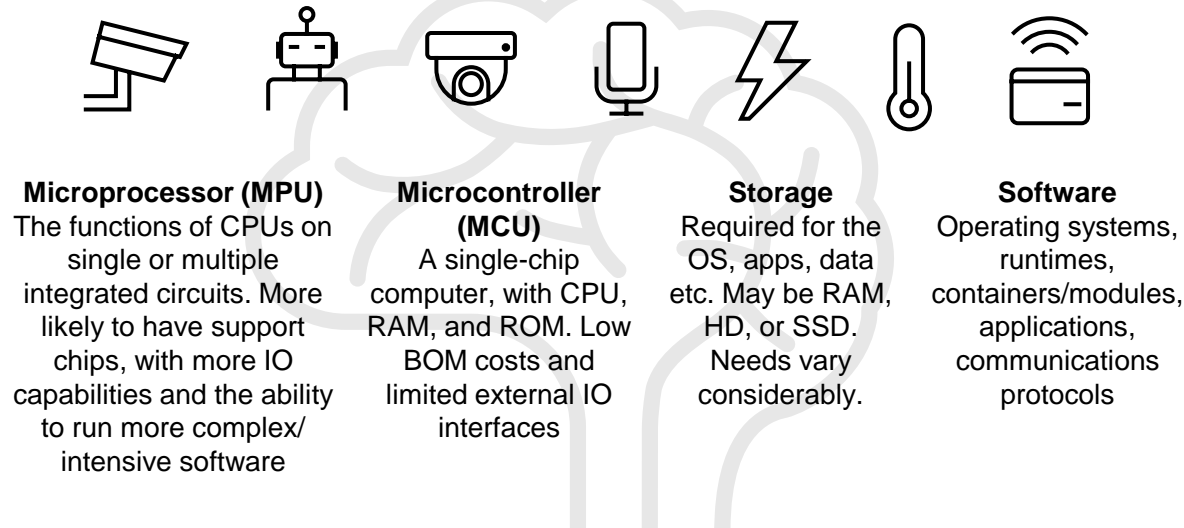 Microprocessor (MPU)
The functions of CPUs on
single or multiple
integrated circuits. More
likely to have support
chips, with more IO
capabilities and the ability
to run more complex/
intensive software
Microcontroller
(MCU)
A single-chip
computer, with CPU,
RAM, and ROM. Low
BOM costs and
limited external IO
interfaces
Storage
Required for the
OS, apps, data
etc. May be RAM,
HD, or SSD.
Needs vary
considerably.
Software
Operating systems,
runtimes,
containers/modules,
applications,
communications
protocols